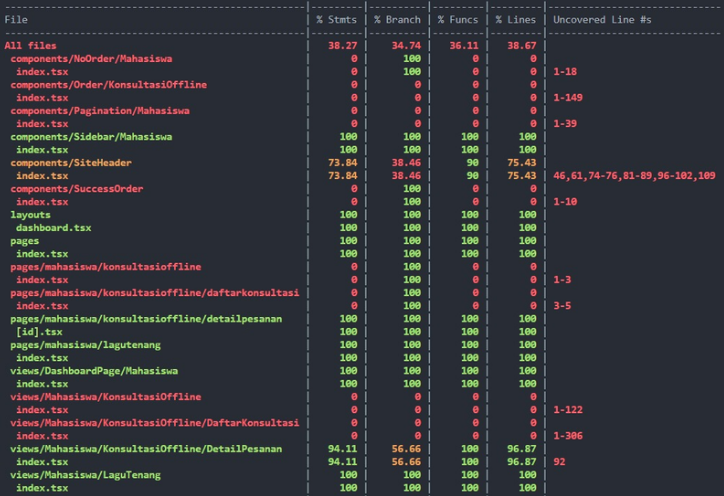 File | % Stmts | % Branch | % Funcs | % Lines | Uncovered Line #s
All files | 38.27 | 34.74 | 36.11 | 38.67 |
components/NoOrder/Mahasiswa | 0 | 100 | 0 | 0 |
index.tsx | 0 | 100 | 0 | 0 | 1-18
components/Order/KonsultasiOffline | 0 | 0 | 0 | 0 |
index.tsx | 0 | 0 | 0 | 0 | 1-149
components/Pagination/Mahasiswa | 0 | 0 | 0 | 0 |
index.tsx | 0 | 0 | 0 | 0 | 1-39
components/Sidebar/Mahasiswa | 100 | 100 | 100 | 100 |
index.tsx | 100 | 100 | 100 | 100 |
components/SiteHeader | 73.84 | 38.46 | 90 | 75.43 |
index.tsx | 73.84 | 38.46 | 90 | 75.43 | 46,61,74-76,81-89,96-102,109
components/SuccessOrder | 0 | 100 | 0 | 0 |
index.tsx | 0 | 100 | 0 | 0 | 1-10
layouts | 100 | 100 | 100 | 100 |
dashboard.tsx | 100 | 100 | 100 | 100 |
pages | 100 | 100 | 100 | 100 |
index.tsx | 100 | 100 | 100 | 100 |
pages/mahasiswa/konsultasioffline | 0 | 100 | 0 | 0 |
index.tsx | 0 | 100 | 0 | 0 | 1-3
pages/mahasiswa/konsultasioffline/daftarkonsultasi | 0 | 100 | 0 | 0 |
index.tsx | 0 | 100 | 0 | 0 | 3-5
pages/mahasiswa/konsultasioffline/detailpesanan | 100 | 100 | 100 | 100 |
[id].tsx | 100 | 100 | 100 | 100 |
pages/mahasiswa/lagutenang | 100 | 100 | 100 | 100 |
index.tsx | 100 | 100 | 100 | 100 |
views/DashboardPage/Mahasiswa | 100 | 100 | 100 | 100 |
index.tsx | 100 | 100 | 100 | 100 |
views/Mahasiswa/KonsultasiOffline | 0 | 0 | 0 | 0 |
index.tsx | 0 | 0 | 0 | 0 | 1-122
views/Mahasiswa/KonsultasiOffline/DaftarKonsultasi | 0 | 0 | 0 | 0 |
index.tsx | 0 | 0 | 0 | 0 | 1-306
views/Mahasiswa/KonsultasiOffline/DetailPesanan | 94.11 | 56.66 | 100 | 96.87 |
index.tsx | 94.11 | 56.66 | 100 | 96.87 | 92
views/Mahasiswa/LaguTenang | 100 | 100 | 100 | 100 |
index.tsx | 100 | 100 | 100 | 100 |